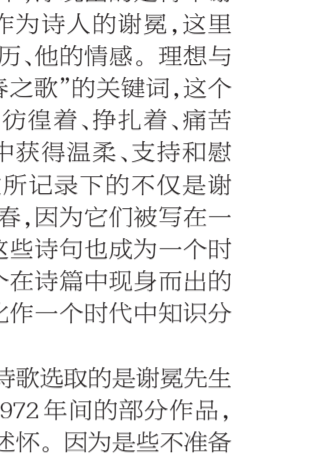 作为诗人的谢冕,这里
历、他的情感。理想与
春之歌”的关键词,这个
彷徨着、挣扎着、痛苦
中获得温柔、支持和慰
所记录下的不仅是谢
春,因为它们被写在一
这些诗句也成为一个时
个在诗篇中现身而出的
化作一个时代中知识分
诗歌选取的是谢冕先生
1972年间的部分作品,
述怀。因为是些不准备